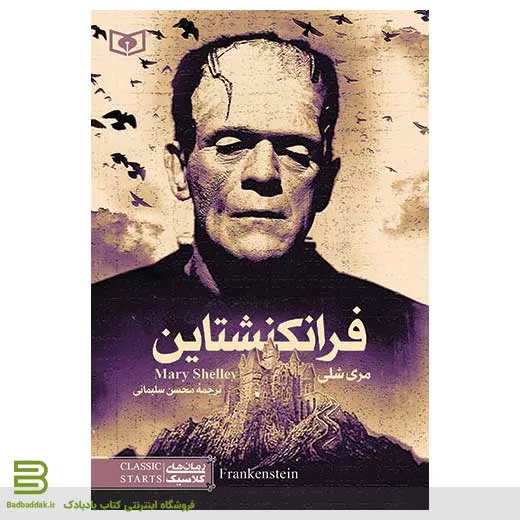 فرانکنشتاین
Mary Shelley مری شلی
ترجمهٔ محسن سلیمانی
CLASSIC STARTS
رمان‌های کلاسیک
Frankenstein
B
Badbaddak.ir
فروشگاه اینترنتی کتاب بادبادک